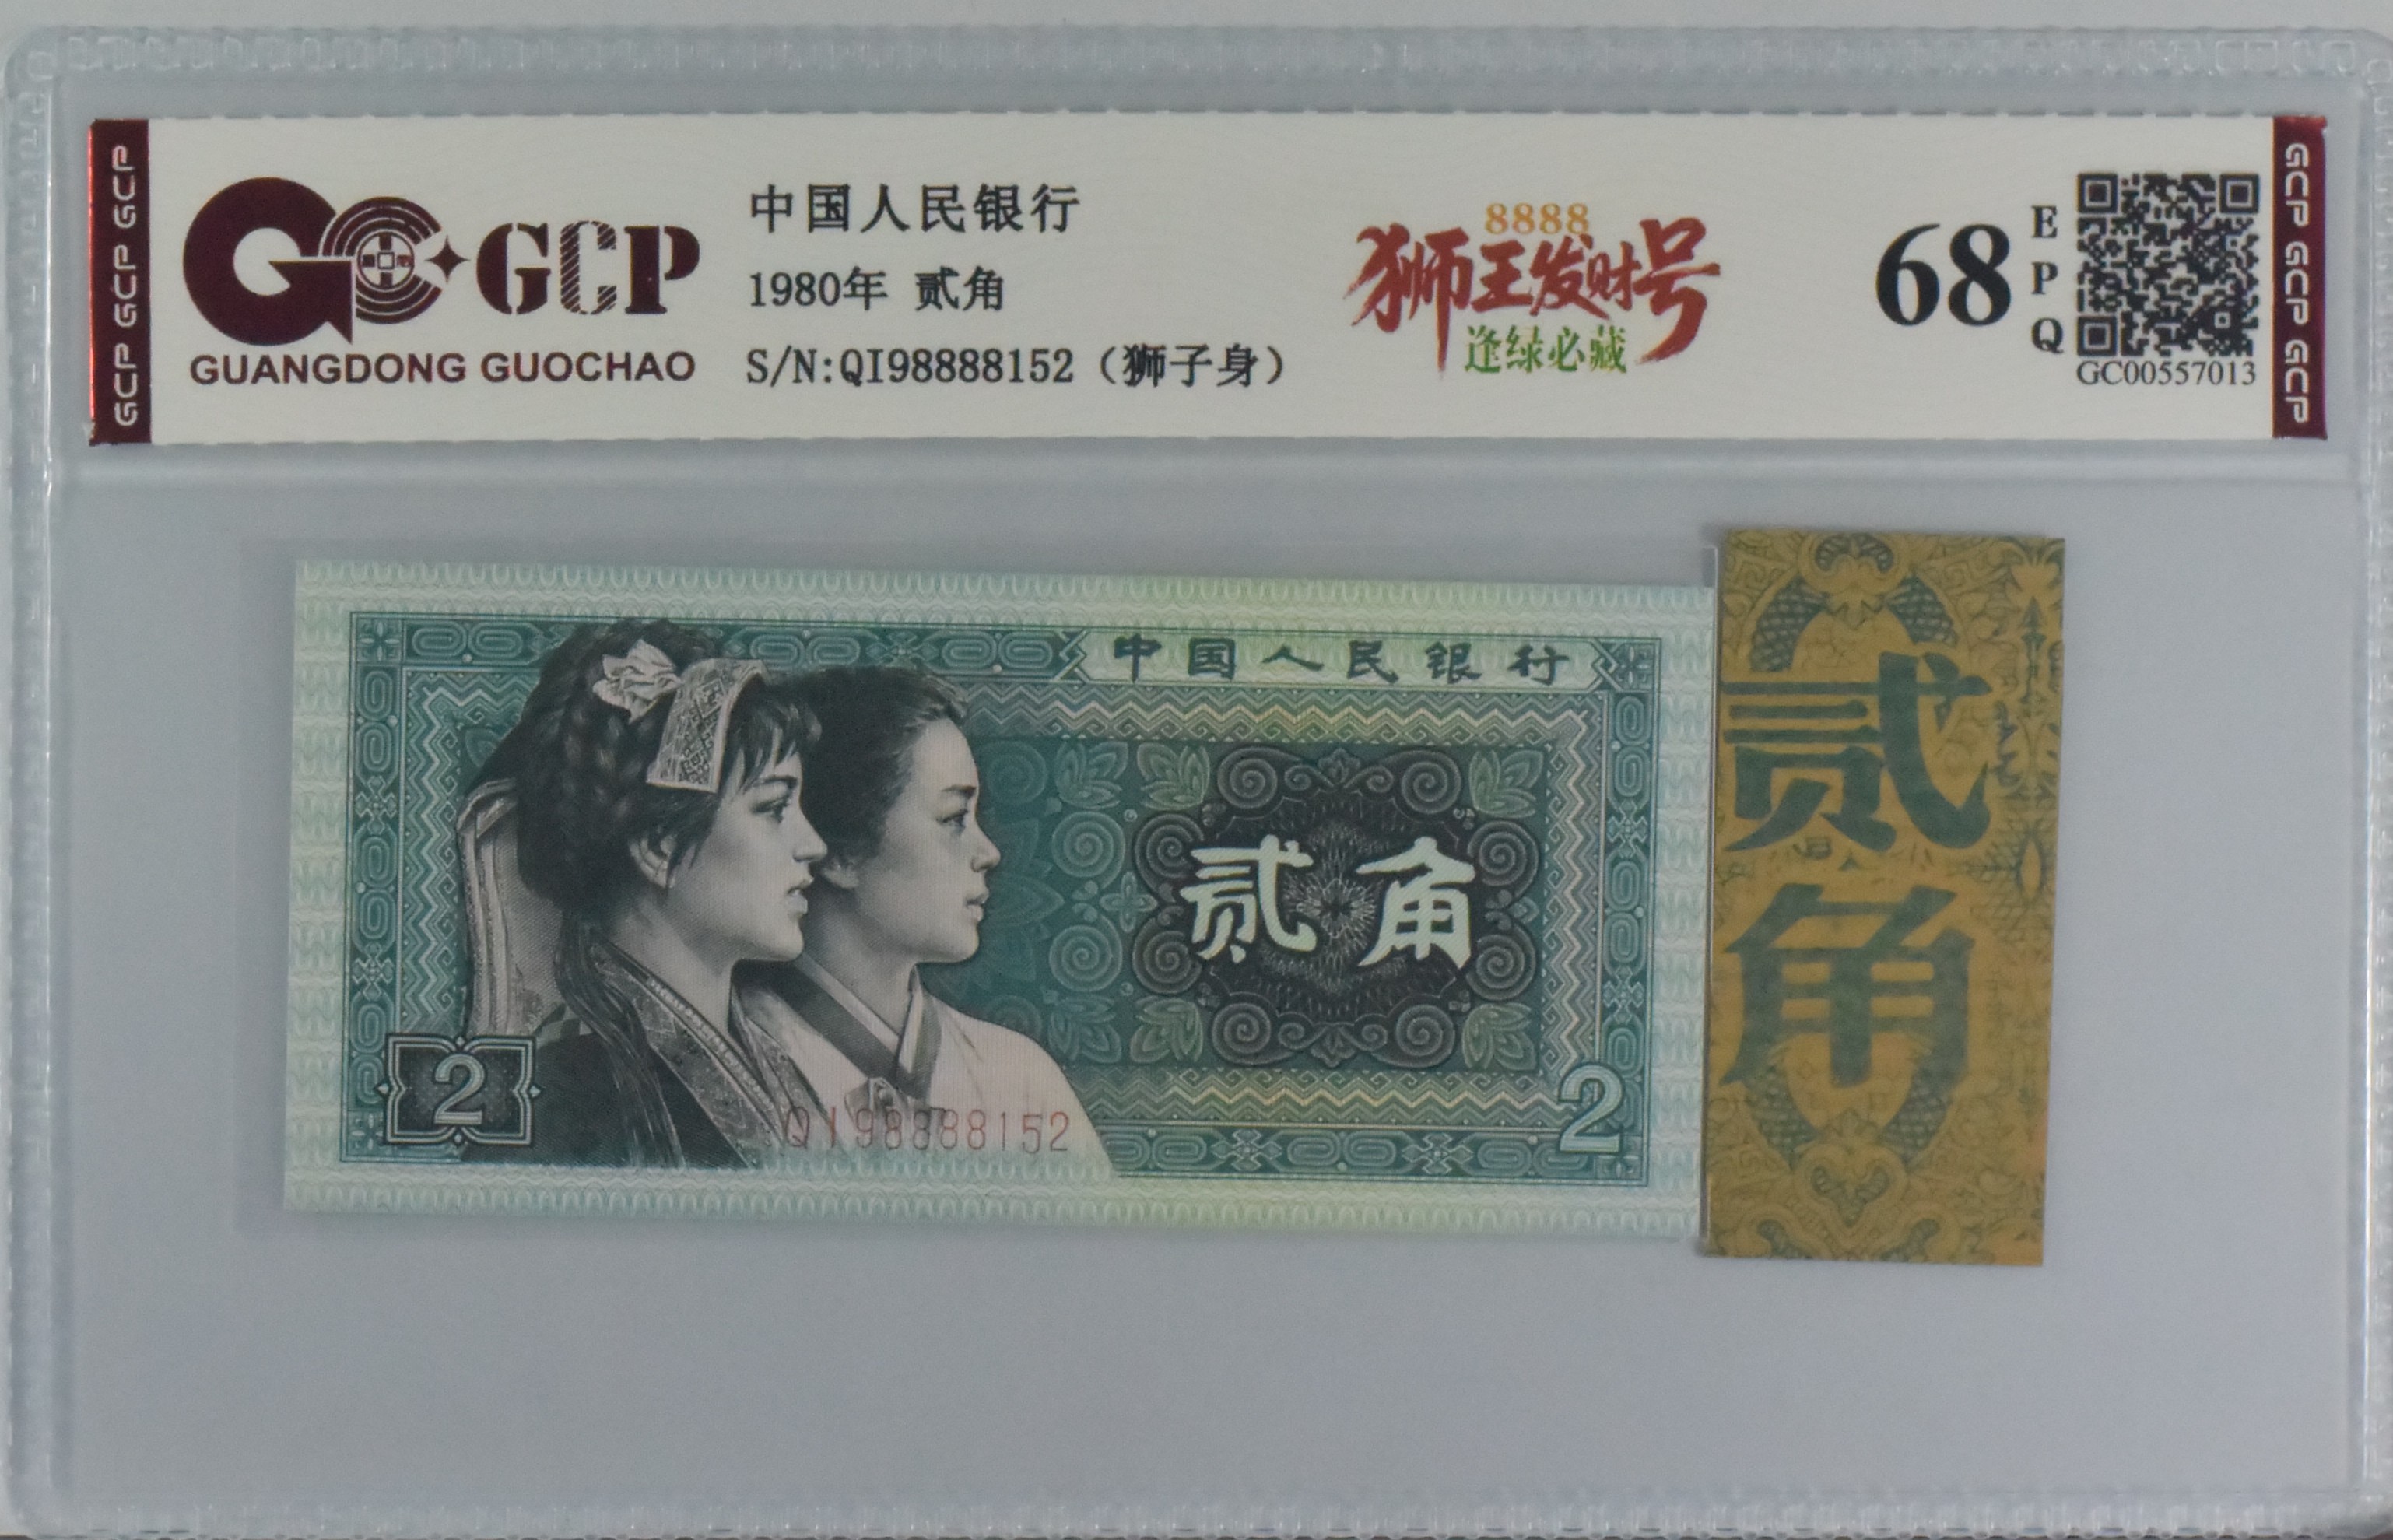 GCP GCP GCP
GCP
GUANGDONG GUOCHAO
中国人民银行
1980年 贰角
S/N:QI98888152（狮子身）
8888
狮王发财号
逢绿必藏
68
EPQ
GC00557013
GCP GCP GCP GCP
中国人民银行
贰角
2
QI98888152
2
贰角